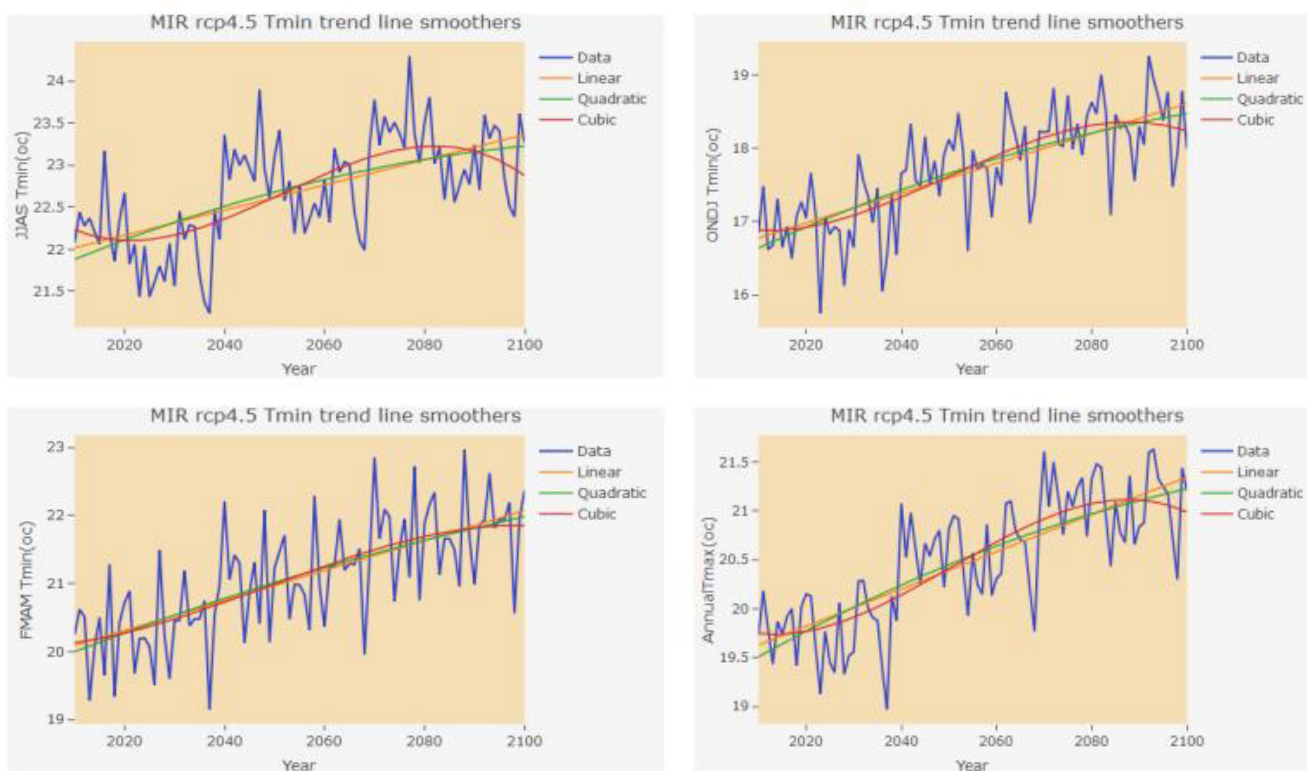 MIR rcp4.5 Tmin trend line smoothers
JJAS Tmin(oc)
24
23.5
23
22.5
22
21.5
2020
2040
2060
2080
2100
Year
Data
Linear
Quadratic
Cubic
MIR rcp4.5 Tmin trend line smoothers
ONDJ Tmin(oc)
19
18
17
16
2020
2040
2060
2080
2100
Year
Data
Linear
Quadratic
Cubic
MIR rcp4.5 Tmin trend line smoothers
FMAM Tmin(oc)
23
22
21
20
19
2020
2040
2060
2080
2100
Year
Data
Linear
Quadratic
Cubic
MIR rcp4.5 Tmin trend line smoothers
AnnualTmax(oc)
21.5
21
20.5
20
19.5
19
2020
2040
2060
2080
2100
Year
Data
Linear
Quadratic
Cubic